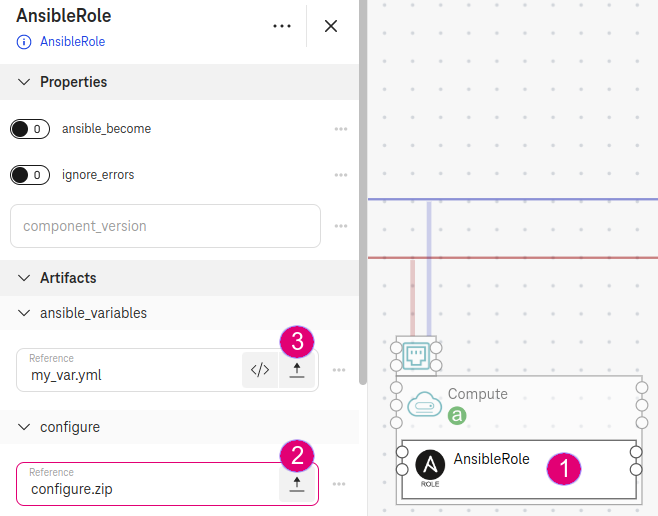 AnsibleRole
AnsibleRole
Properties
0 ansible_become
0 ignore_errors
component_version
Artifacts
ansible_variables
3
Reference
my_var.yml </>
configure
2
Reference
configure.zip
Compute
a
AnsibleRole
1
A
ROLE